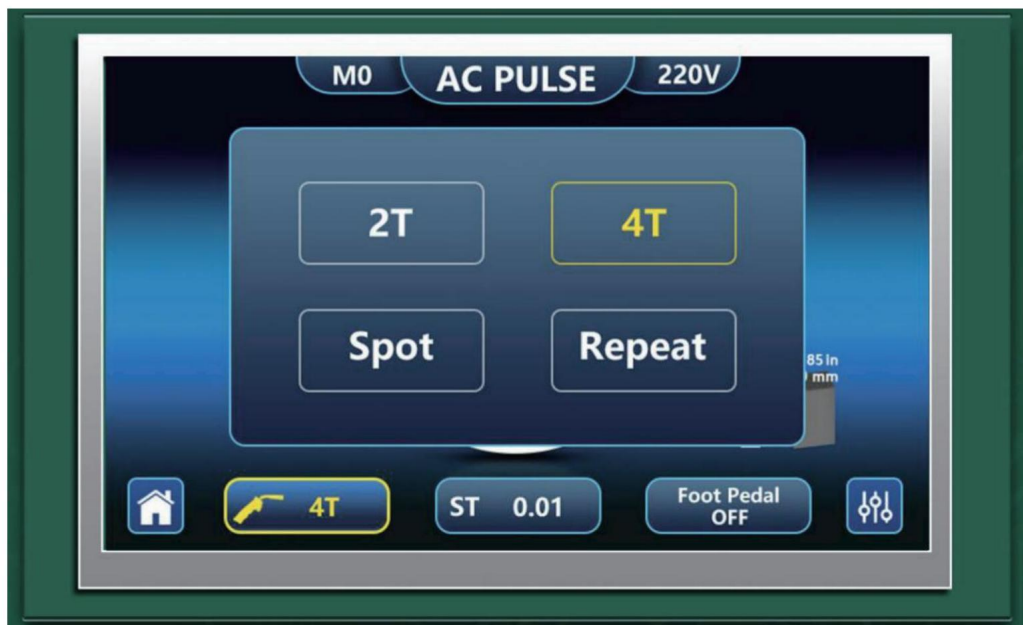 M0
AC PULSE
220V
2T
4T
Spot
Repeat
85 in
mm
4T
ST 0.01
Foot Pedal
OFF